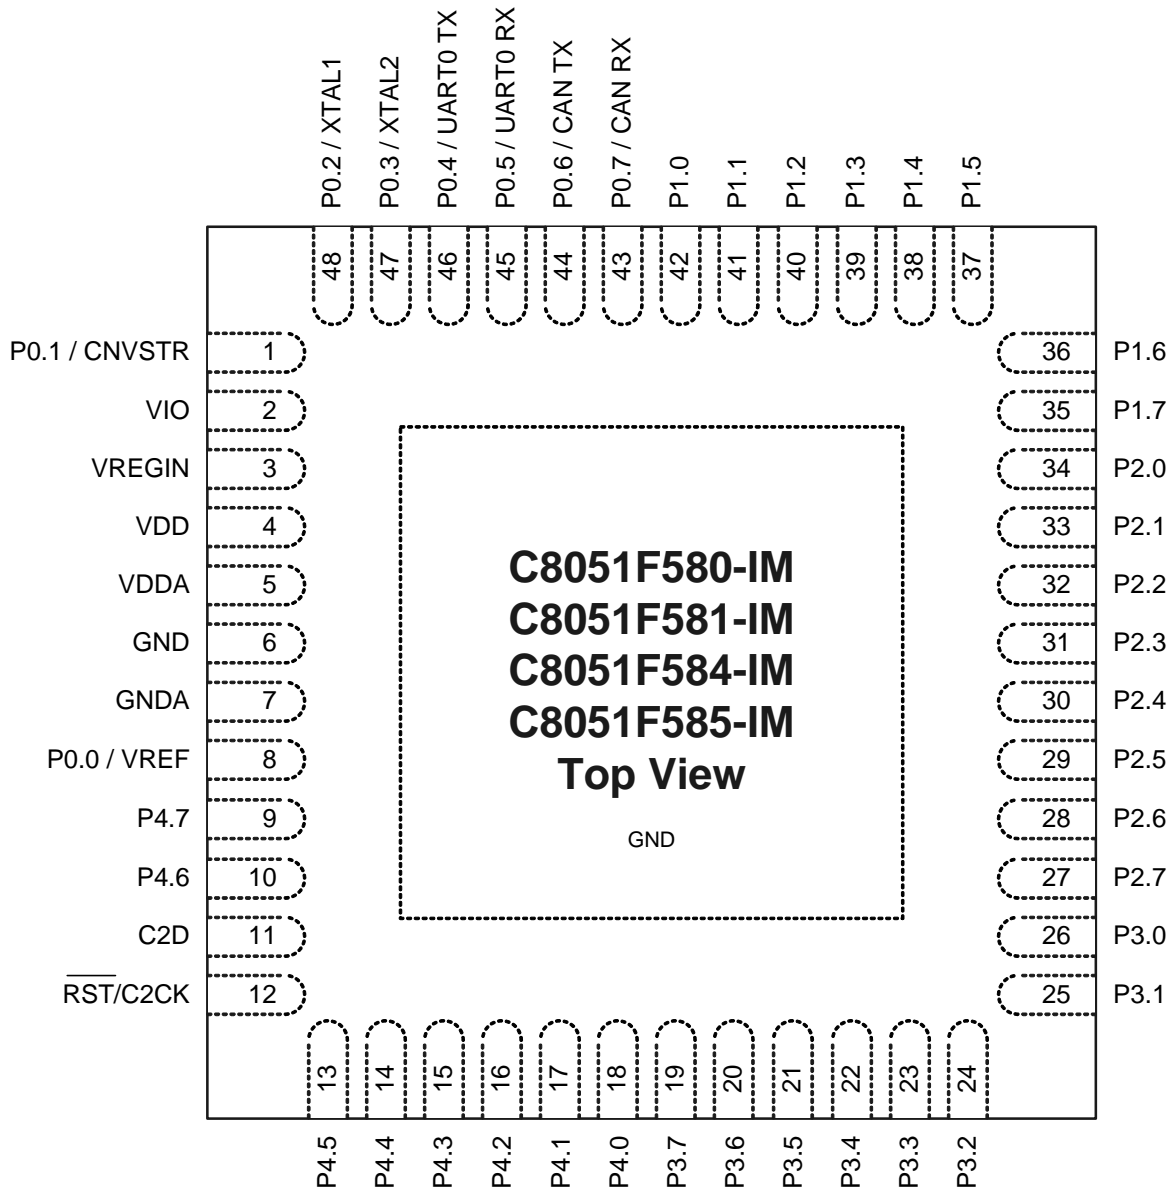 P0.2 / XTAL1
P0.3 / XTAL2
P0.4 / UART0 TX
P0.5 / UART0 RX
P0.6 / CAN TX
P0.7 / CAN RX
P1.0
P1.1
P1.2
P1.3
P1.4
P1.5
48
47
46
45
44
43
42
41
40
39
38
37
P0.1 / CNVSTR 1
VIO 2
VREGIN 3
VDD 4
VDDA 5
GND 6
GNDA 7
P0.0 / VREF 8
P4.7 9
P4.6 10
C2D 11
RST/C2CK 12
C8051F580-IM
C8051F581-IM
C8051F584-IM
C8051F585-IM
Top View
GND
36 P1.6
35 P1.7
34 P2.0
33 P2.1
32 P2.2
31 P2.3
30 P2.4
29 P2.5
28 P2.6
27 P2.7
26 P3.0
25 P3.1
13
14
15
16
17
18
19
20
21
22
23
24
P4.5
P4.4
P4.3
P4.2
P4.1
P4.0
P3.7
P3.6
P3.5
P3.4
P3.3
P3.2